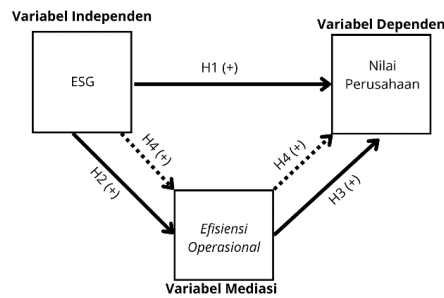 Variabel Independen
Variabel Dependen
ESG
H1 (+)
Nilai
Perusahaan
H4 (+)
H4 (+)
H2 (+)
H3 (+)
Efisiensi
Operasional
Variabel Mediasi